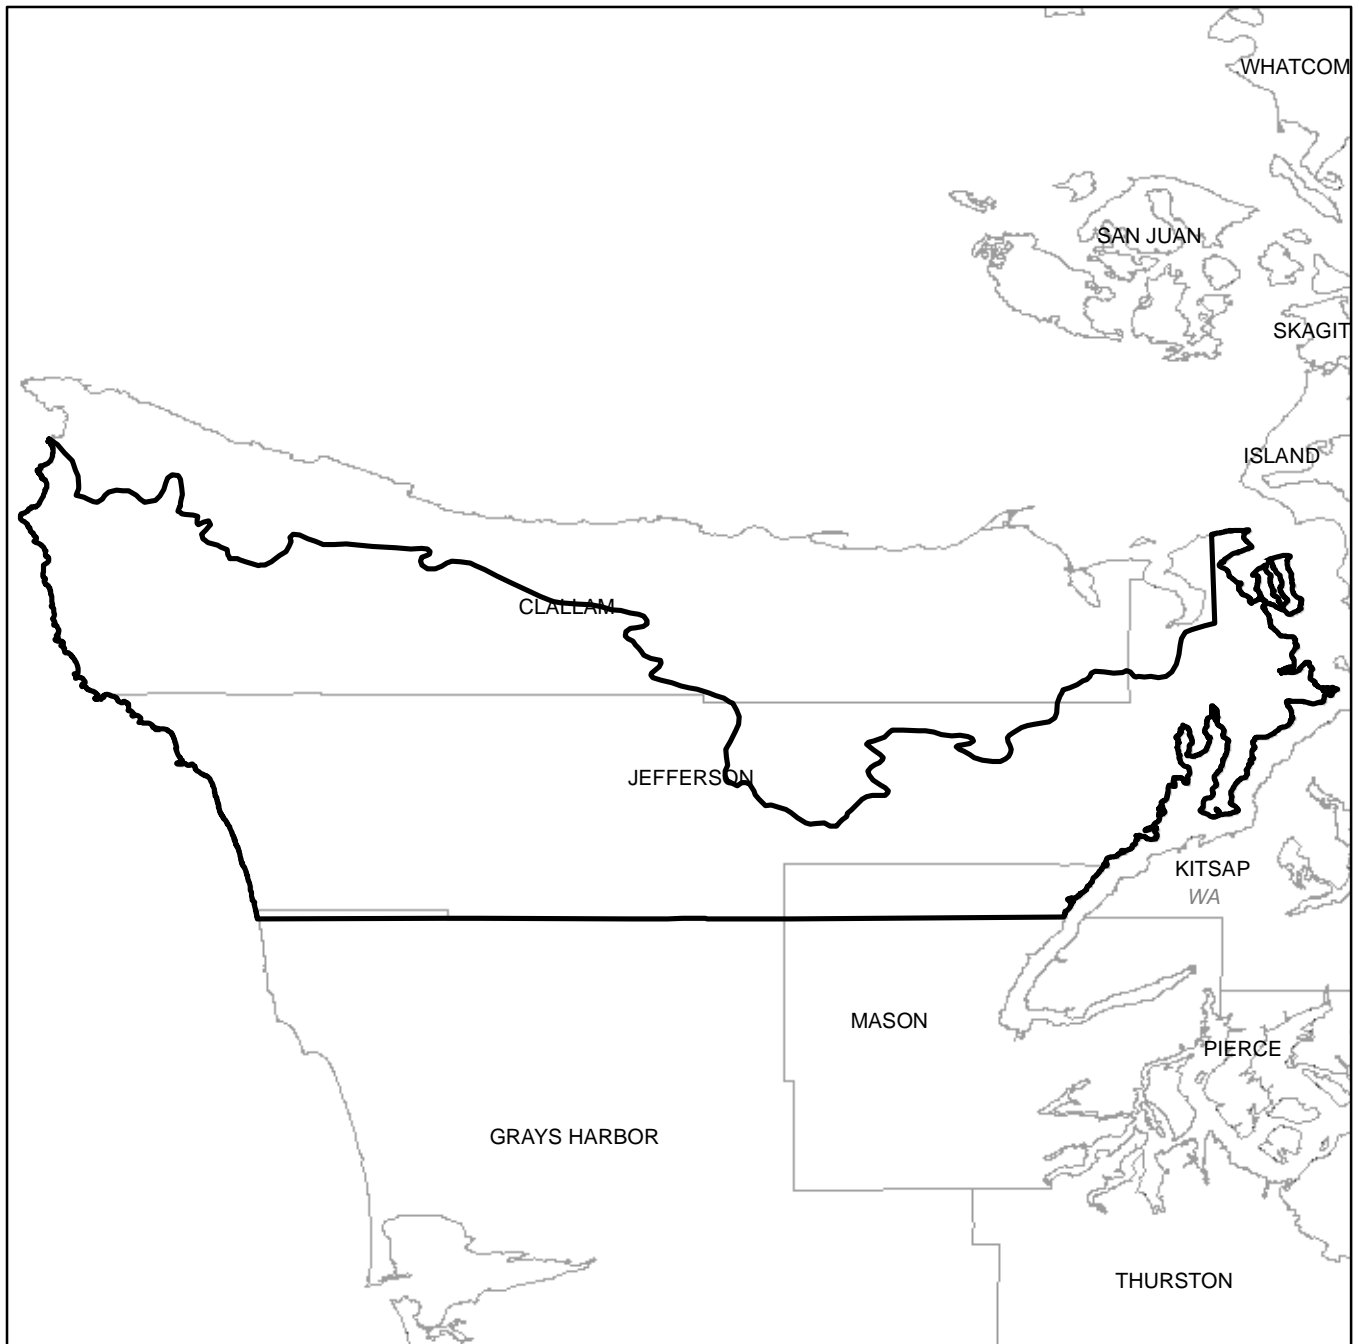 WHATCOM
SAN JUAN
SKAGIT
ISLAND
CLALLAM
JEFFERSON
KITSAP
WA
MASON
PIERCE
GRAYS HARBOR
THURSTON